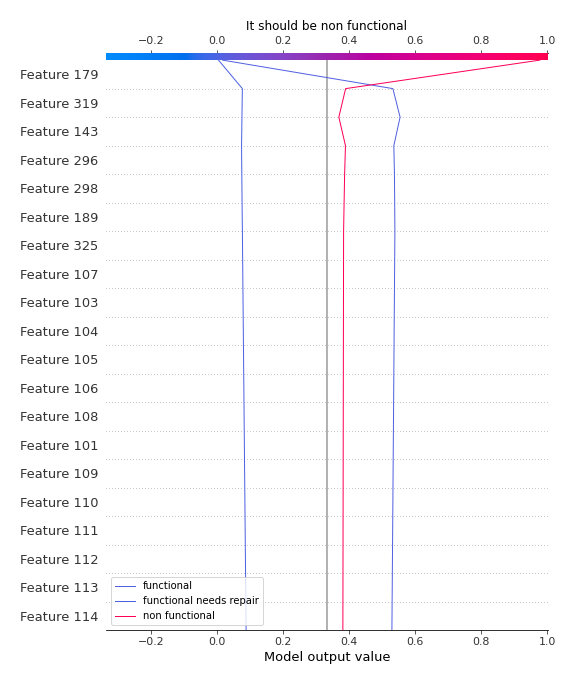 It should be non functional
−0.2 0.0 0.2 0.4 0.6 0.8 1.0
Feature 179
Feature 319
Feature 143
Feature 296
Feature 298
Feature 189
Feature 325
Feature 107
Feature 103
Feature 104
Feature 105
Feature 106
Feature 108
Feature 101
Feature 109
Feature 110
Feature 111
Feature 112
Feature 113
Feature 114
functional
functional needs repair
non functional
−0.2 0.0 0.2 0.4 0.6 0.8 1.0
Model output value